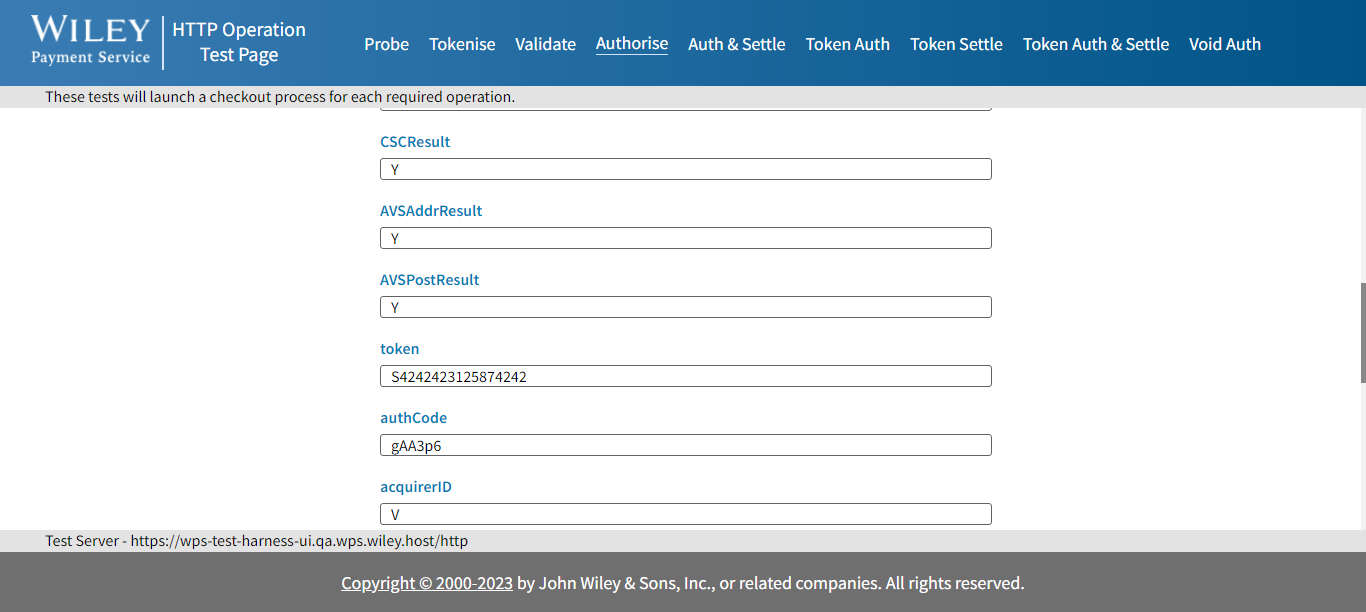 WILEY
Payment Service
HTTP Operation
Test Page
Probe Tokenise Validate Authorise Auth & Settle Token Auth Token Settle Token Auth & Settle Void Auth
These tests will launch a checkout process for each required operation.
CSCResult
Y
AVSAddrResult
Y
AVSPostResult
Y
token
S4242423125874242
authCode
gAA3p6
acquirerID
V
Test Server - https://wps-test-harness-ui.qa.wps.wiley.host/http
Copyright © 2000-2023 by John Wiley & Sons, Inc., or related companies. All rights reserved.